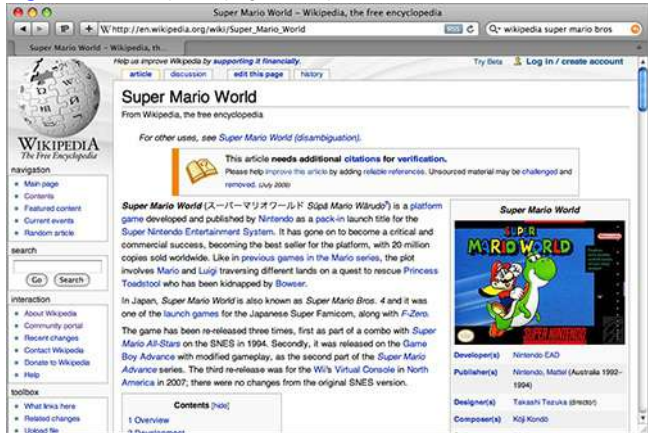 Super Mario World – Wikipedia, the free encyclopedia
http://en.wikipedia.org/wiki/Super_Mario_World
RSS
wikipedia super mario bros
Super Mario World – Wikipedia, th...
Help us improve Wikipedia by supporting it financially.
Try Beta
Log in / create account
article
discussion
edit this page
history
WIKIPEDIA
The Free Encyclopedia
navigation
Main page
Contents
Featured content
Current events
Random article
search
Go
Search
interaction
About Wikipedia
Community portal
Recent changes
Contact Wikipedia
Donate to Wikipedia
Help
toolbox
What links here
Related changes
Upload file
Super Mario World
From Wikipedia, the free encyclopedia
For other uses, see Super Mario World (disambiguation).
This article needs additional citations for verification.
Please help improve this article by adding reliable references. Unsourced material may be challenged and
removed. (July 2009)
Super Mario World (スーパーマリオワールド Sūpā Mario Wārudo?) is a platform
game developed and published by Nintendo as a pack-in launch title for the
Super Nintendo Entertainment System. It has gone on to become a critical and
commercial success, becoming the best seller for the platform, with 20 million
copies sold worldwide. Like in previous games in the Mario series, the plot
involves Mario and Luigi traversing different lands on a quest to rescue Princess
Toadstool who has been kidnapped by Bowser.
In Japan, Super Mario World is also known as Super Mario Bros. 4 and it was
one of the launch games for the Japanese Super Famicom, along with F-Zero.
The game has been re-released three times, first as part of a combo with Super
Mario All-Stars on the SNES in 1994. Secondly, it was released on the Game
Boy Advance with modified gameplay, as the second part of the Super Mario
Advance series. The third re-release was for the Wii's Virtual Console in North
America in 2007; there were no changes from the original SNES version.
Contents [hide]
1 Overview
2 Development
Super Mario World
SUPER
MARIO WORLD
SUPER NINTENDO
Developer(s) Nintendo EAD
Publisher(s) Nintendo, Mattel (Australia 1992–
1994)
Designer(s) Takashi Tezuka (director)
Composer(s) Kōji Kondō